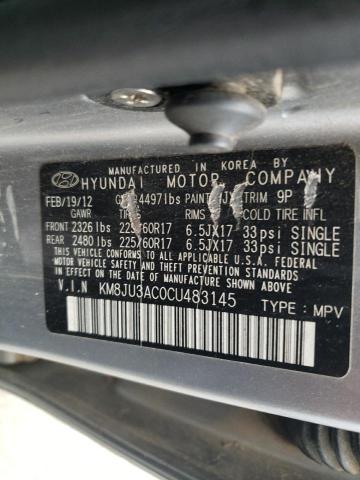 MANUFACTURED IN KOREA BY
HYUNDAI MOTOR COMPANY
FEB/19/12 4497lbs PAINT TRIM 9P
GAWR RIMS COLD TIRE INFL
FRONT 2326lbs 225/60R17 6.5JX17 33psi SINGLE
REAR 2480lbs 225/60R17 6.5JX17 33psi SINGLE
THIS VEHICLE CONFORMS TO ALL APPLICABLE
U.S. FEDERAL MOTOR VEHICLE SAFETY, BUMPER,
AND THEFT PREVENTION STANDARDS IN EFFECT
ON THE DATE OF MANUFACTURE SHOWN ABOVE.
V.I.N KM8JU3AC0CU483145 TYPE : MPV